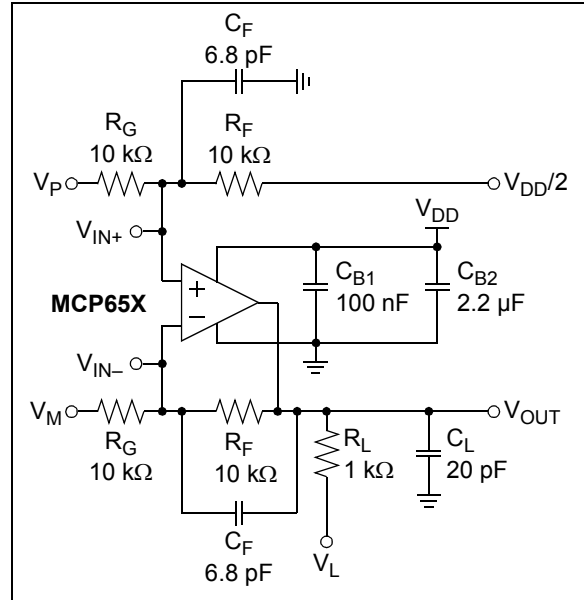 C_F
6.8 pF
R_G
10 kΩ
R_F
10 kΩ
V_P
V_DD/2
V_IN+
V_DD
MCP65X
+
−
C_B1
100 nF
C_B2
2.2 µF
V_IN−
V_M
V_OUT
R_G
10 kΩ
R_F
10 kΩ
R_L
1 kΩ
C_L
20 pF
C_F
6.8 pF
V_L